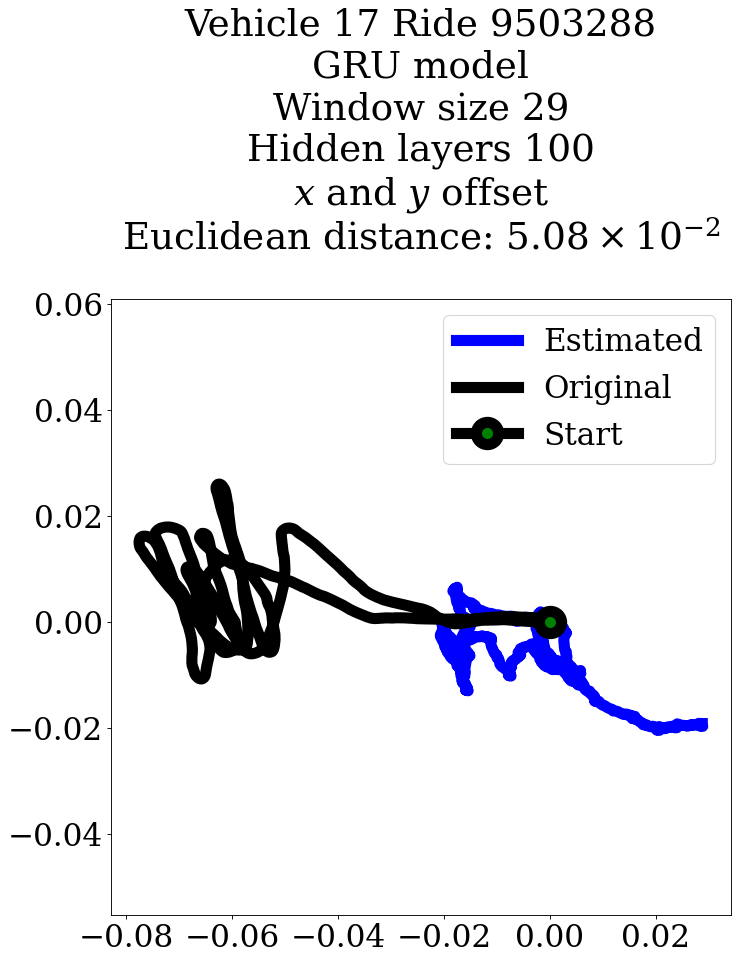 Vehicle 17 Ride 9503288
GRU model
Window size 29
Hidden layers 100
x and y offset
Euclidean distance: 5.08 × 10⁻²
0.06
0.04
0.02
0.00
−0.02
−0.04
Estimated
Original
Start
−0.08 −0.06 −0.04 −0.02 0.00 0.02